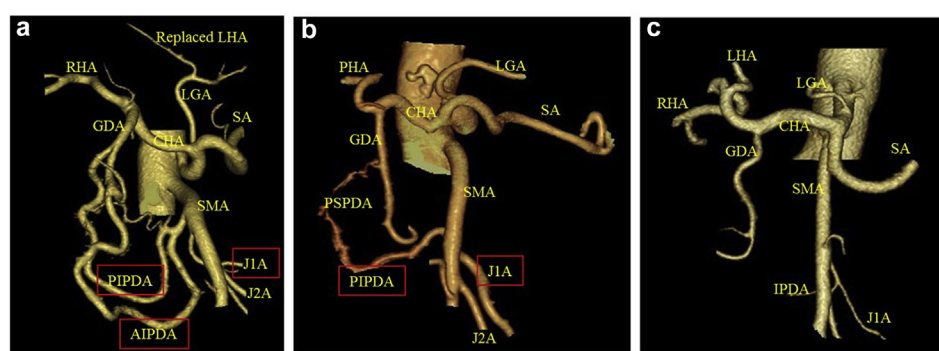 a
Replaced LHA
RHA
LGA
GDA
SA
CHA
SMA
J1A
PIPDA
J2A
AIPDA
b
PHA
LGA
CHA
SA
GDA
PSPDA
SMA
PIPDA
J1A
J2A
c
LHA
LGA
RHA
CHA
GDA
SA
SMA
IPDA
J1A